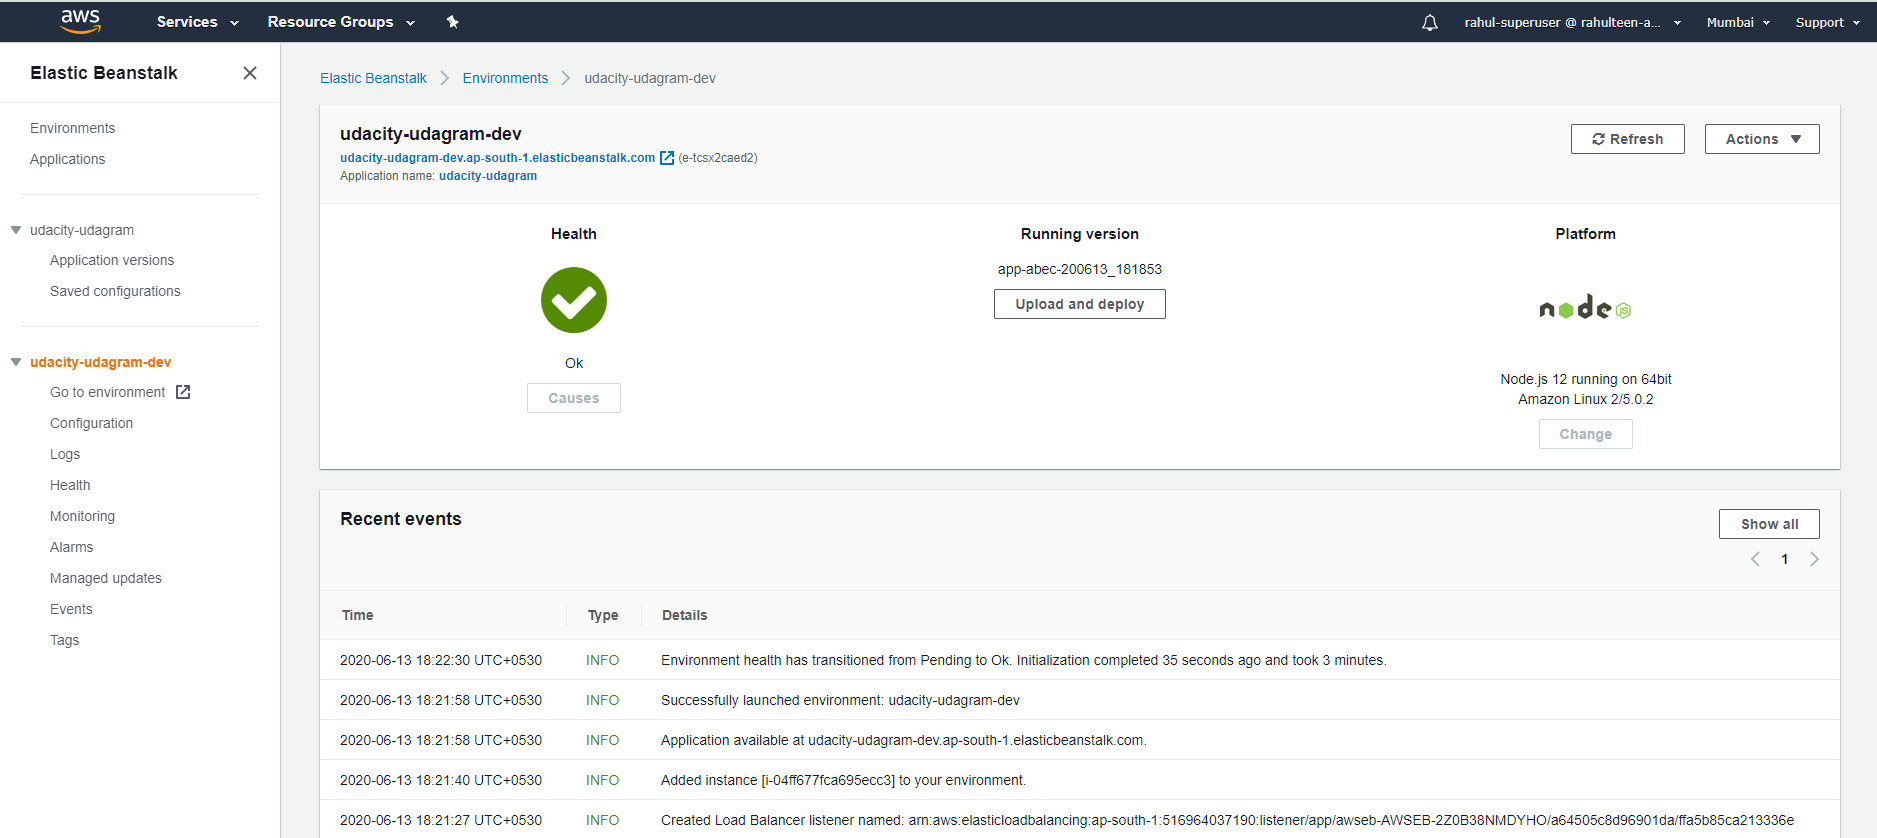 aws Services Resource Groups rahul-superuser @ rahulteen-a... Mumbai Support
Elastic Beanstalk
Environments
Applications
udacity-udagram
Application versions
Saved configurations
udacity-udagram-dev
Go to environment
Configuration
Logs
Health
Monitoring
Alarms
Managed updates
Events
Tags
Elastic Beanstalk Environments udacity-udagram-dev
udacity-udagram-dev
Refresh Actions
udacity-udagram-dev.ap-south-1.elasticbeanstalk.com (e-tcsx2caed2)
Application name: udacity-udagram
Health
Ok
Causes
Running version
app-abec-200613_181853
Upload and deploy
Platform
node JS
Node.js 12 running on 64bit
Amazon Linux 2/5.0.2
Change
Recent events
Show all
1
Time Type Details
2020-06-13 18:22:30 UTC+0530 INFO Environment health has transitioned from Pending to Ok. Initialization completed 35 seconds ago and took 3 minutes.
2020-06-13 18:21:58 UTC+0530 INFO Successfully launched environment: udacity-udagram-dev
2020-06-13 18:21:58 UTC+0530 INFO Application available at udacity-udagram-dev.ap-south-1.elasticbeanstalk.com.
2020-06-13 18:21:40 UTC+0530 INFO Added instance [i-04ff677fca695ecc3] to your environment.
2020-06-13 18:21:27 UTC+0530 INFO Created Load Balancer listener named: arn:aws:elasticloadbalancing:ap-south-1:516964037190:listener/app/awseb-AWSEB-2Z0B38NMDYHO/a64505c8d96901da/ffa5b85ca213336e